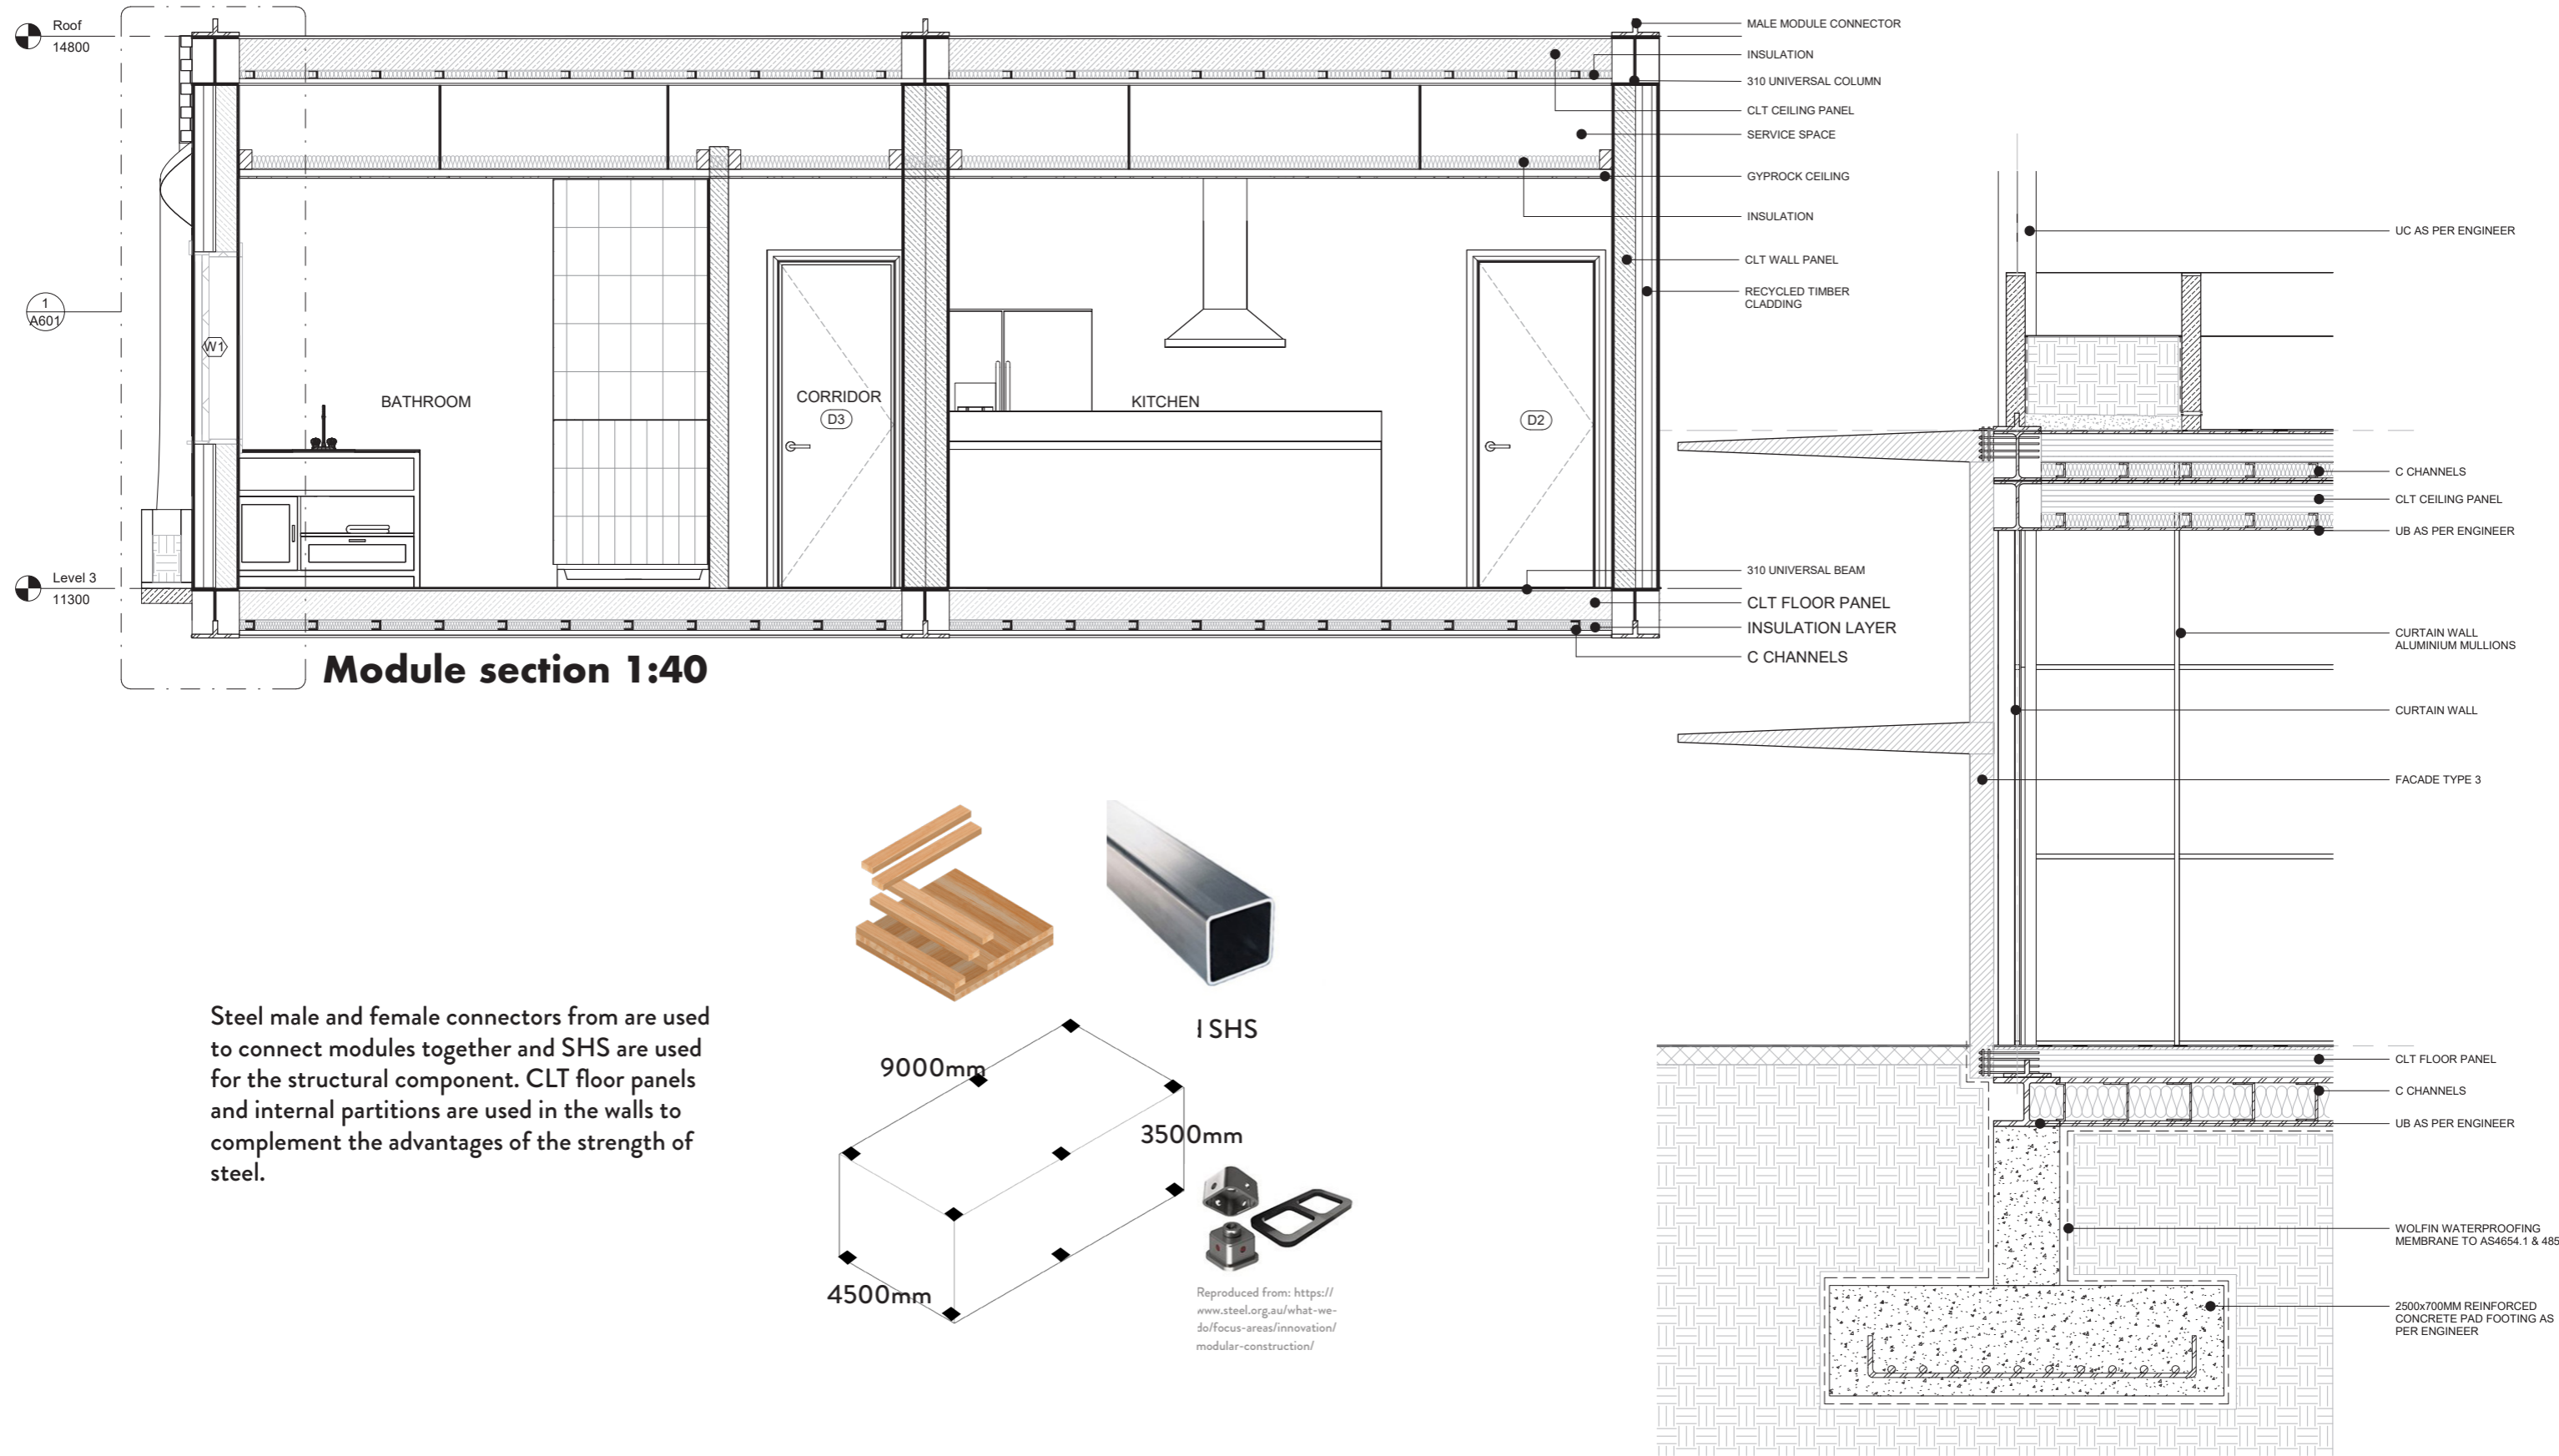 Roof
14800
1
A601
W1
BATHROOM
CORRIDOR
D3
KITCHEN
D2
Level 3
11300
MALE MODULE CONNECTOR
INSULATION
310 UNIVERSAL COLUMN
CLT CEILING PANEL
SERVICE SPACE
GYPROCK CEILING
INSULATION
CLT WALL PANEL
RECYCLED TIMBER
CLADDING
310 UNIVERSAL BEAM
CLT FLOOR PANEL
INSULATION LAYER
C CHANNELS
Module section 1:40
UC AS PER ENGINEER
C CHANNELS
CLT CEILING PANEL
UB AS PER ENGINEER
CURTAIN WALL
ALUMINIUM MULLIONS
CURTAIN WALL
FACADE TYPE 3
CLT FLOOR PANEL
C CHANNELS
UB AS PER ENGINEER
WOLFIN WATERPROOFING
MEMBRANE TO AS4654.1 & 485
2500x700MM REINFORCED
CONCRETE PAD FOOTING AS
PER ENGINEER
Steel male and female connectors from are used
to connect modules together and SHS are used
for the structural component. CLT floor panels
and internal partitions are used in the walls to
complement the advantages of the strength of
steel.
SHS
9000mm
3500mm
4500mm
Reproduced from: https://
www.steel.org.au/what-we-
do/focus-areas/innovation/
modular-construction/